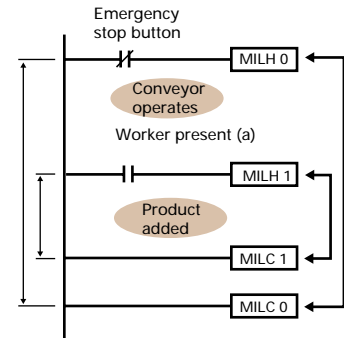 Emergency
stop button
MILH 0
Conveyor
operates
Worker present (a)
MILH 1
Product
added
MILC 1
MILC 0